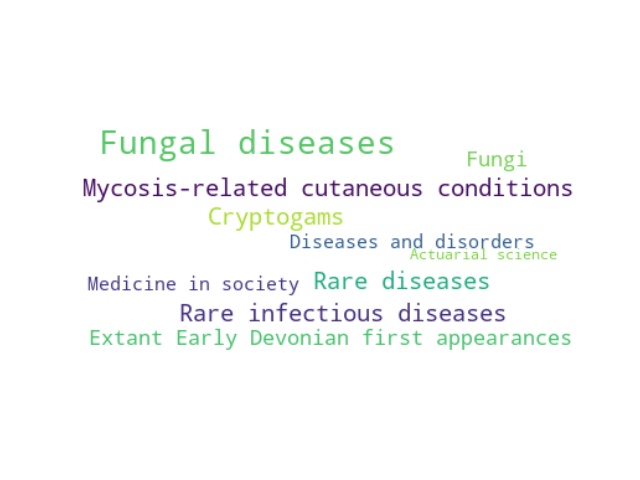 Fungal diseases
Fungi
Mycosis-related cutaneous conditions
Cryptogams
Diseases and disorders
Actuarial science
Medicine in society
Rare diseases
Rare infectious diseases
Extant Early Devonian first appearances